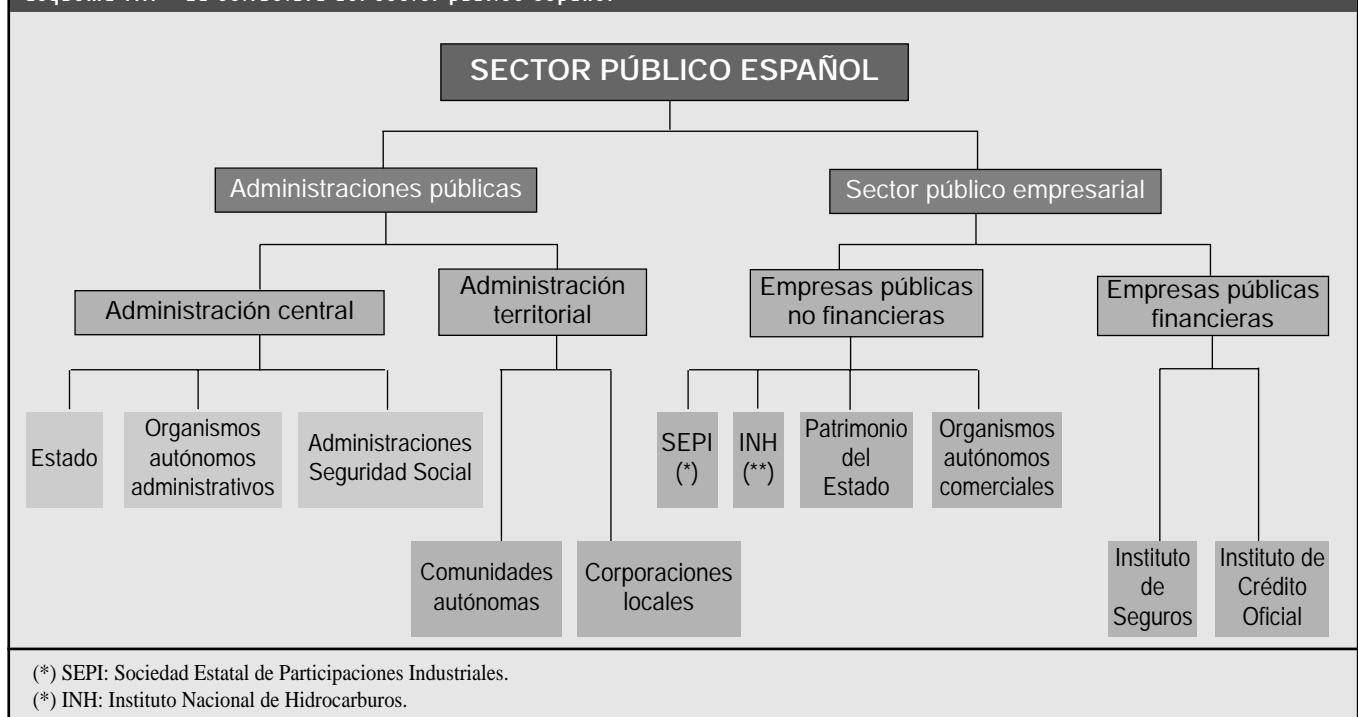 SECTOR PÚBLICO ESPAÑOL
Administraciones públicas
Sector público empresarial
Administración central
Administración
territorial
Empresas públicas
no financieras
Empresas públicas
financieras
Estado
Organismos
autónomos
administrativos
Administraciones
Seguridad Social
SEPI
(*)
INH
(**)
Patrimonio
del
Estado
Organismos
autónomos
comerciales
Comunidades
autónomas
Corporaciones
locales
Instituto
de
Seguros
Instituto de
Crédito
Oficial
(*) SEPI: Sociedad Estatal de Participaciones Industriales.
(*) INH: Instituto Nacional de Hidrocarburos.